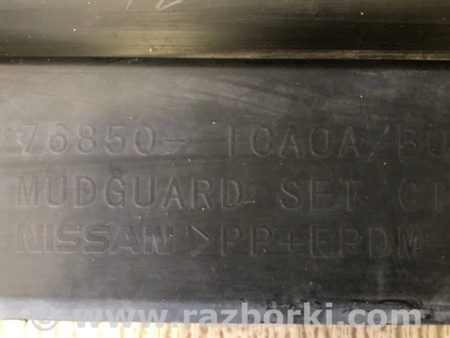 76850- 1CA0A/B0
MUDGUARD SET CT
NISSAN >PP+EPDM-
© www.razborki.com